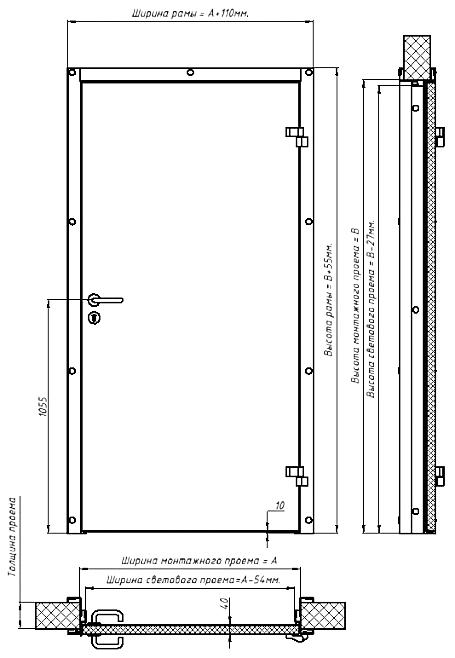 Ширина рамы = А+110мм.
Высота рамы = В+55мм.
Высота монтажного проема = В
Высота светового проема = В-27мм.
1055
10
Толщина проема
Ширина монтажного проема = А
Ширина светового проема=А-54мм.
40